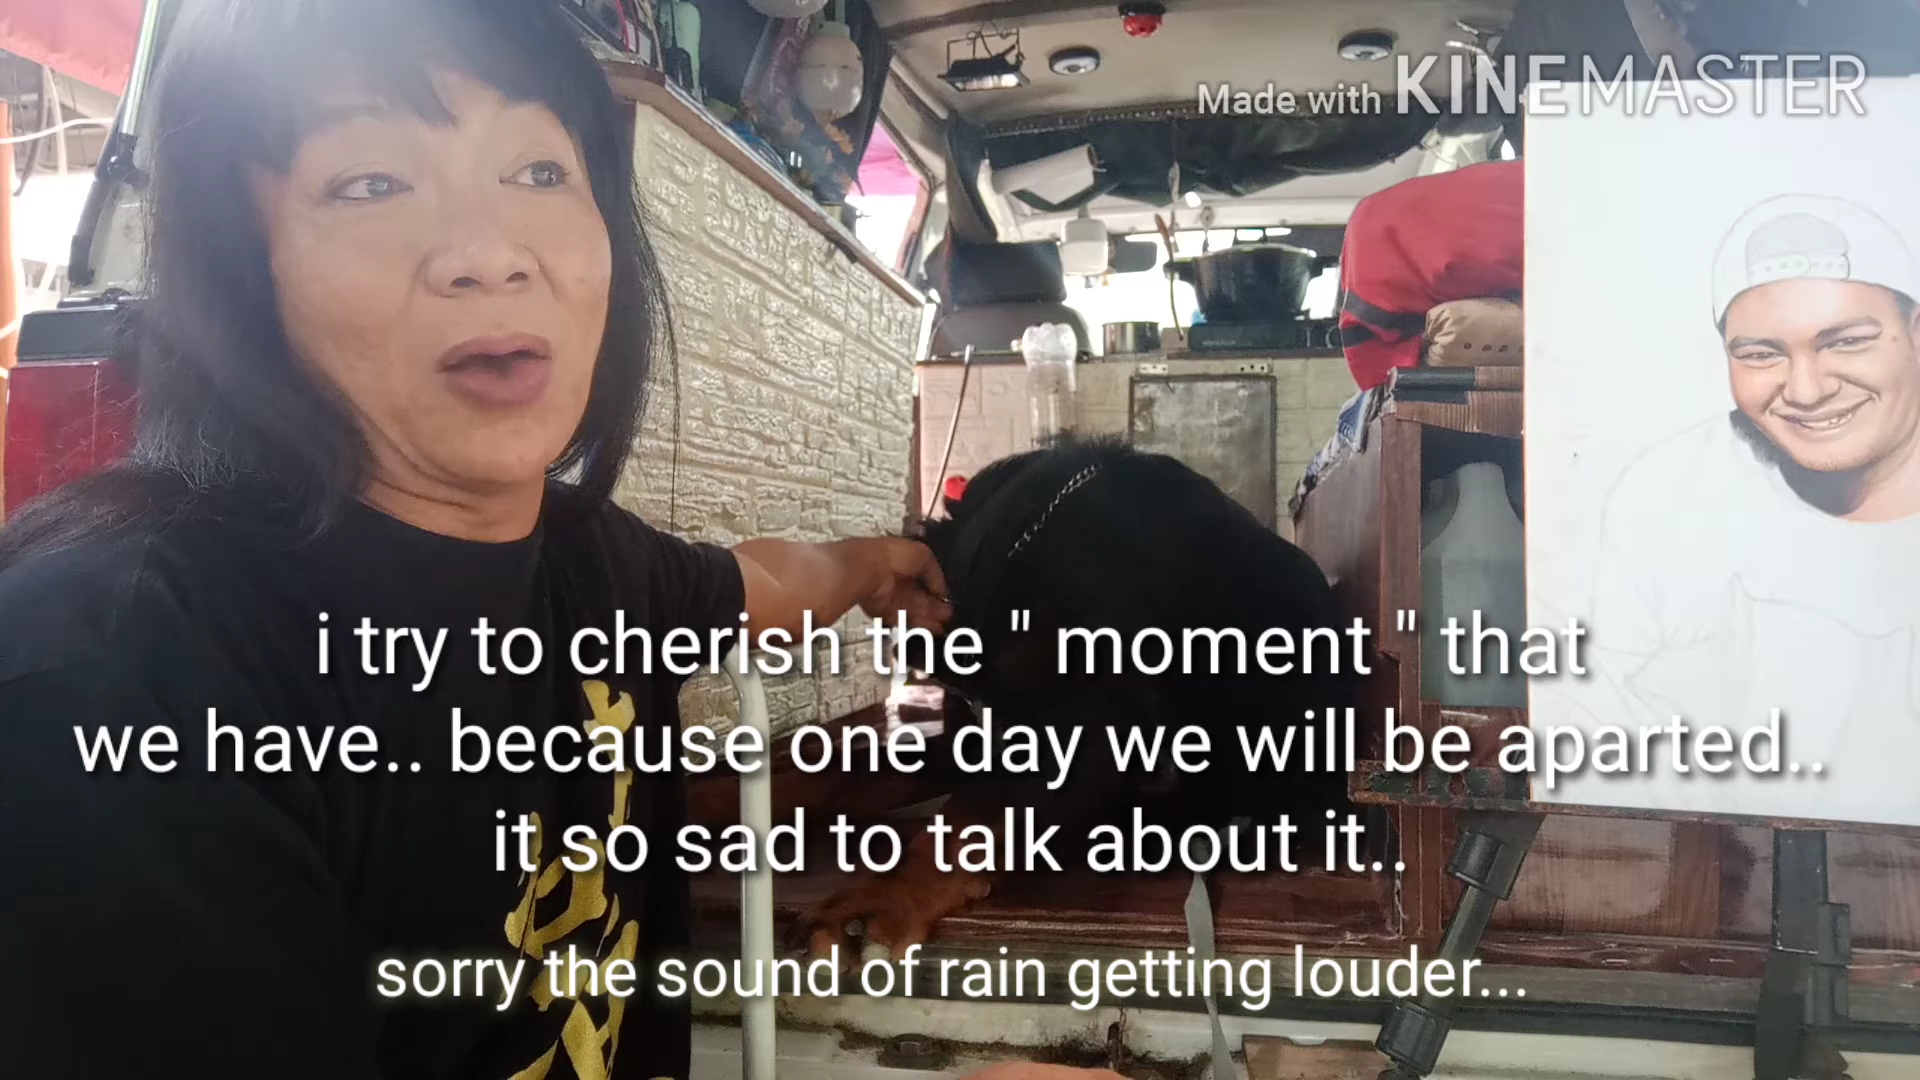 Made with KINEMASTER
i try to cherish the " moment " that
we have.. because one day we will be aparted..
it so sad to talk about it..
sorry the sound of rain getting louder...